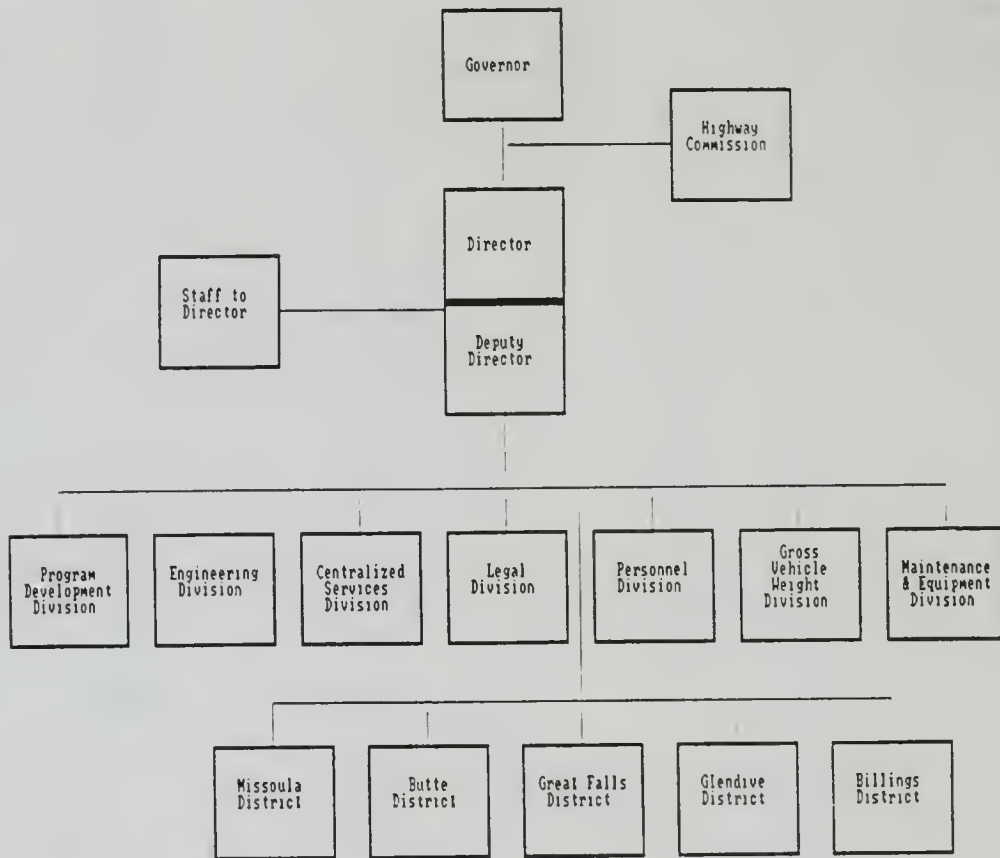 Governor
Highway
Commission
Director
Staff to
Director
Deputy
Director
Program
Development
Division
Engineering
Division
Centralized
Services
Division
Legal
Division
Personnel
Division
Gross
Vehicle
Weight
Division
Maintenance
& Equipment
Division
Missoula
District
Butte
District
Great Falls
District
Glendive
District
Billings
District